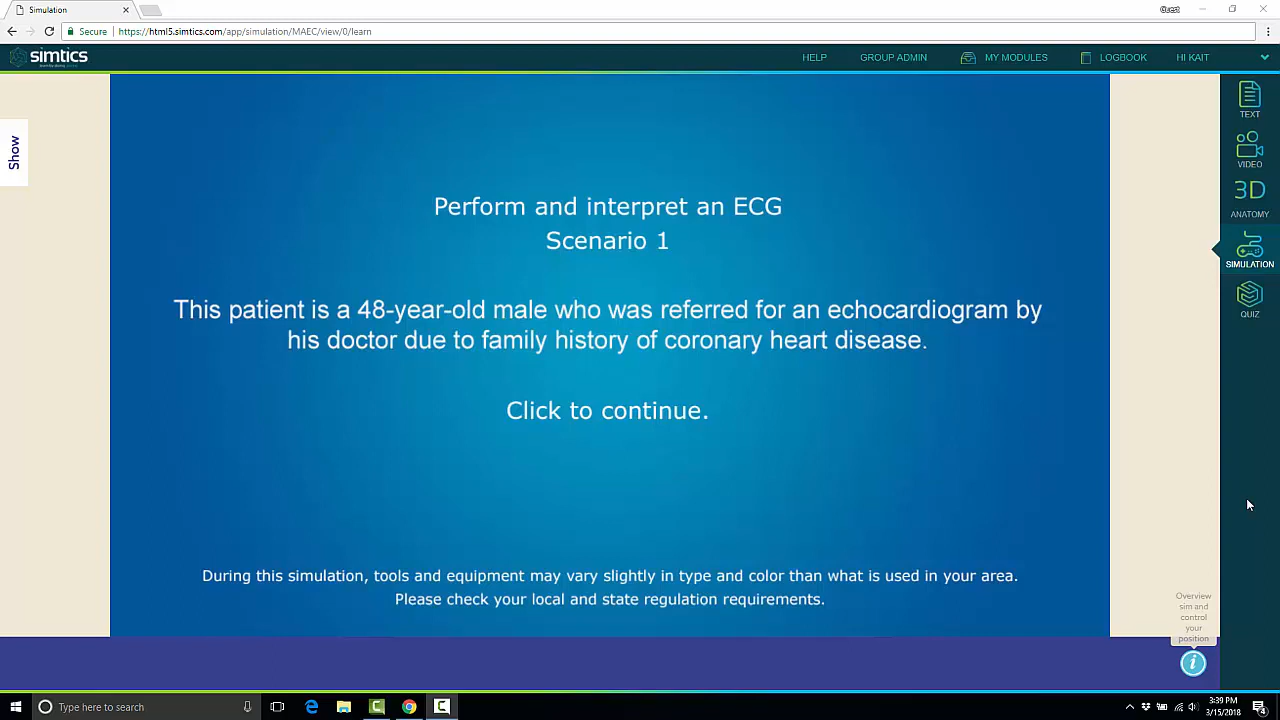 Simulation
Guest
Secure
https://html5.simtics.com/app/simulation/MAEC/view/0/learn
simtics
HELP
GROUP ADMIN
MY MODULES
LOGBOOK
HI KAIT
Show
TEXT
VIDEO
3D
ANATOMY
SIMULATION
QUIZ
Perform and interpret an ECG
Scenario 1
This patient is a 48-year-old male who was referred for an echocardiogram by
his doctor due to family history of coronary heart disease.
Click to continue.
During this simulation, tools and equipment may vary slightly in type and color than what is used in your area.
Please check your local and state regulation requirements.
Overview
sim and
control
your
position
i
Type here to search
3:39 PM
3/15/2018